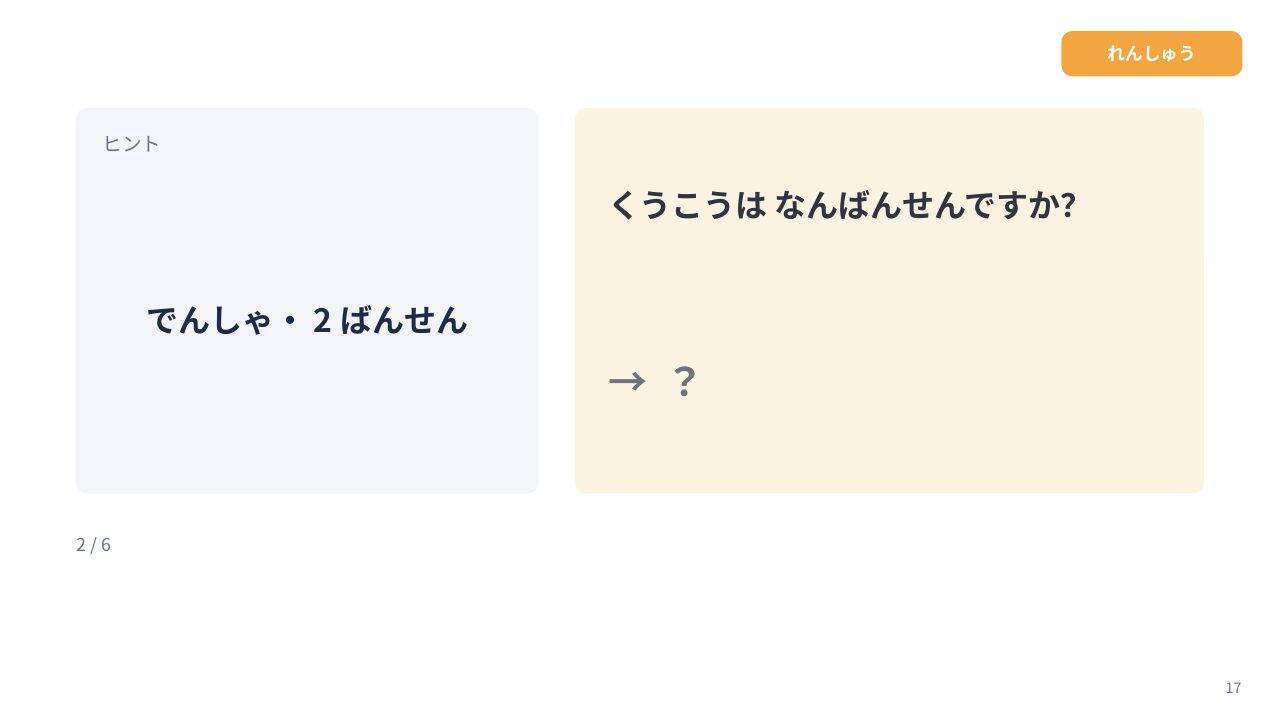 れんしゅう
ヒント
でんしゃ・ 2 ばんせん
くうこうは なんばんせんですか?
→ ？
2 / 6
17